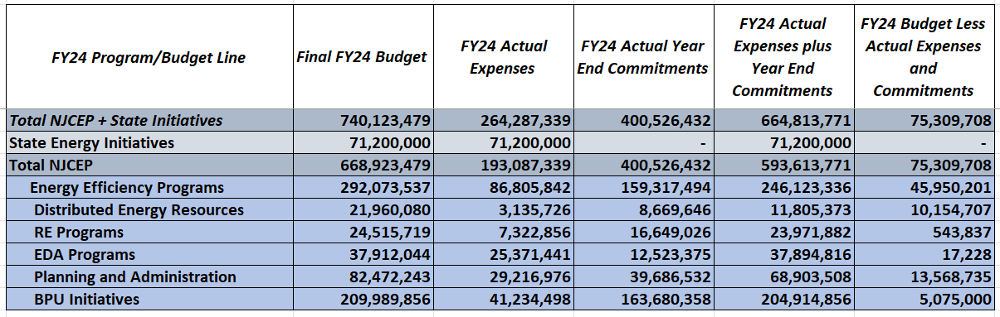 FY24 Program/Budget Line | Final FY24 Budget | FY24 Actual Expenses | FY24 Actual Year End Commitments | FY24 Actual Expenses plus Year End Commitments | FY24 Budget Less Actual Expenses and Commitments
Total NJCEP + State Initiatives | 740,123,479 | 264,287,339 | 400,526,432 | 664,813,771 | 75,309,708
State Energy Initiatives | 71,200,000 | 71,200,000 | - | 71,200,000 | -
Total NJCEP | 668,923,479 | 193,087,339 | 400,526,432 | 593,613,771 | 75,309,708
Energy Efficiency Programs | 292,073,537 | 86,805,842 | 159,317,494 | 246,123,336 | 45,950,201
Distributed Energy Resources | 21,960,080 | 3,135,726 | 8,669,646 | 11,805,373 | 10,154,707
RE Programs | 24,515,719 | 7,322,856 | 16,649,026 | 23,971,882 | 543,837
EDA Programs | 37,912,044 | 25,371,441 | 12,523,375 | 37,894,816 | 17,228
Planning and Administration | 82,472,243 | 29,216,976 | 39,686,532 | 68,903,508 | 13,568,735
BPU Initiatives | 209,989,856 | 41,234,498 | 163,680,358 | 204,914,856 | 5,075,000